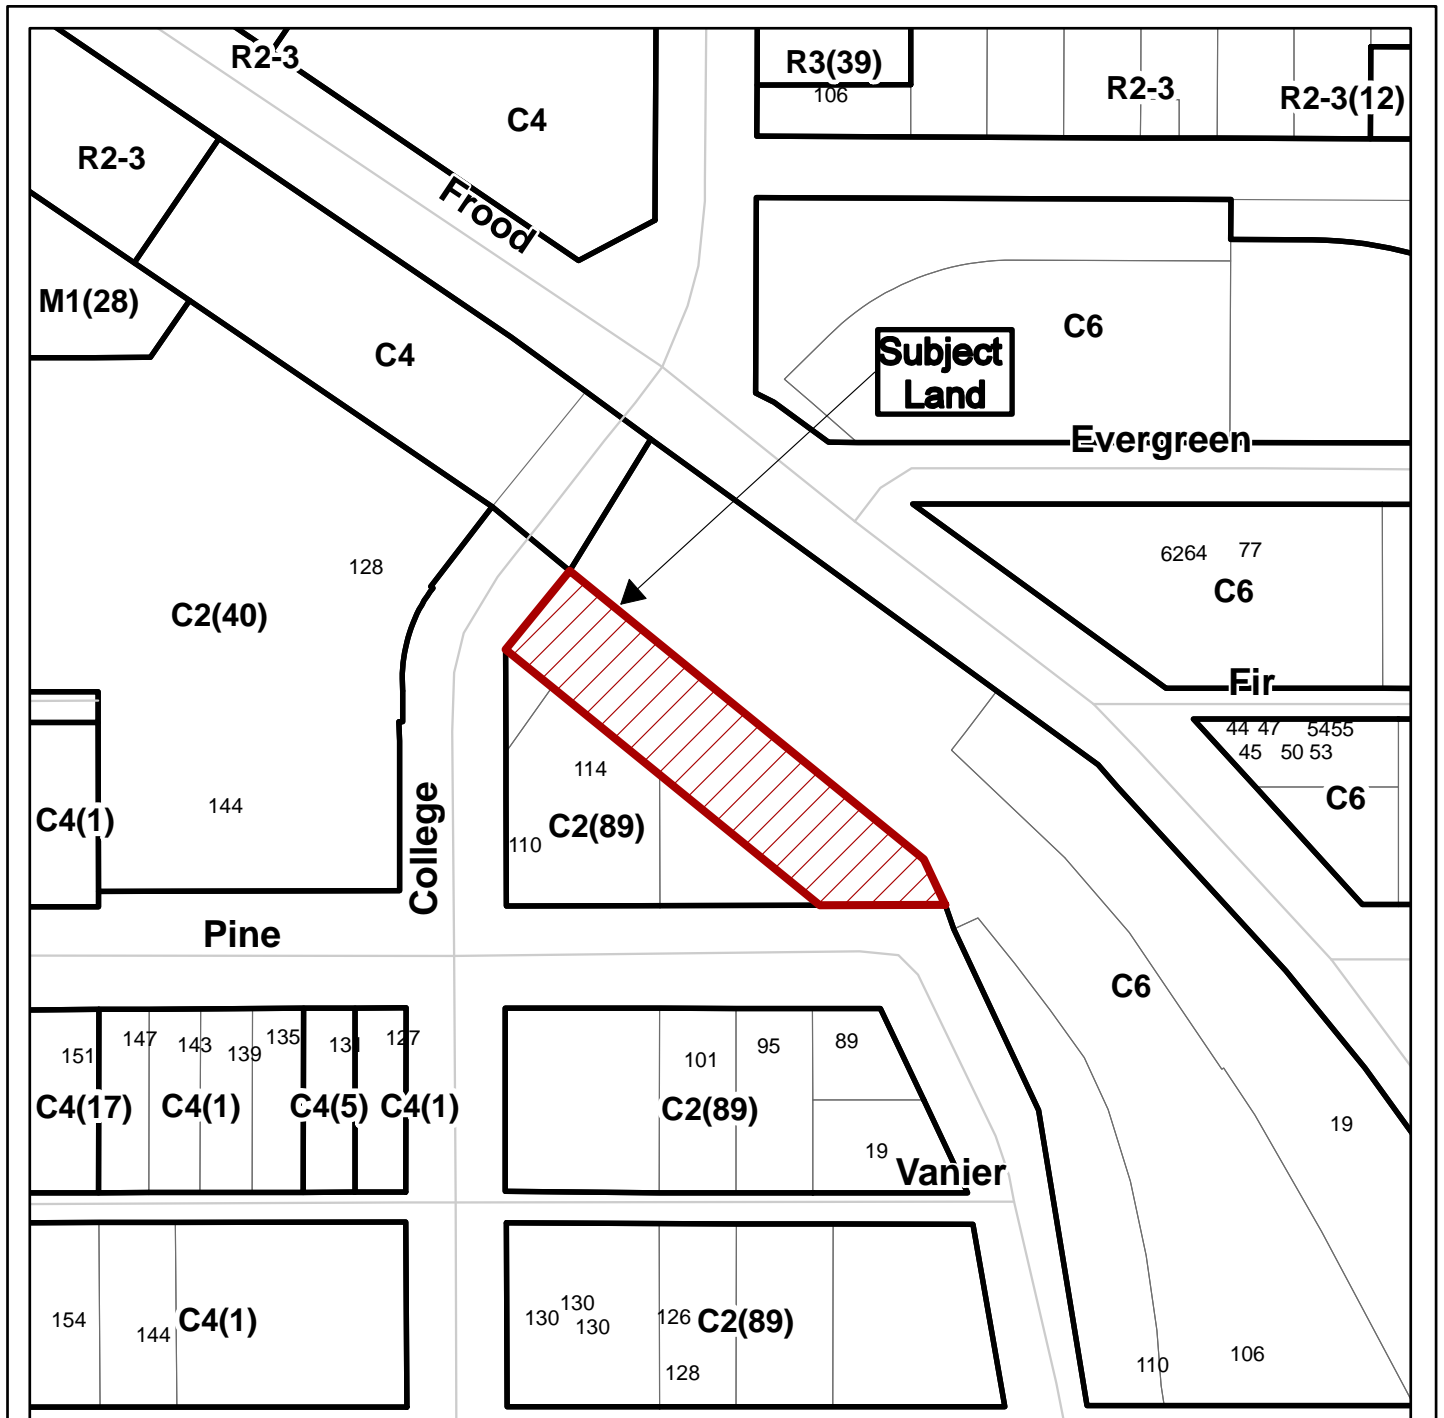 R2-3
R3(39)
106
R2-3
R2-3(12)
C4
R2-3
Frood
M1(28)
C4
C6
Subject
Land
Evergreen
128
C2(40)
6264
77
C6
Fir
44
47
5455
45
50
53
C6
C4(1)
144
College
114
C2(89)
110
Pine
C6
151
147
143
139
135
131
127
C4(17)
C4(1)
C4(5)
C4(1)
101
95
89
C2(89)
19
Vanier
19
154
144
C4(1)
130
130
130
126
C2(89)
128
110
106